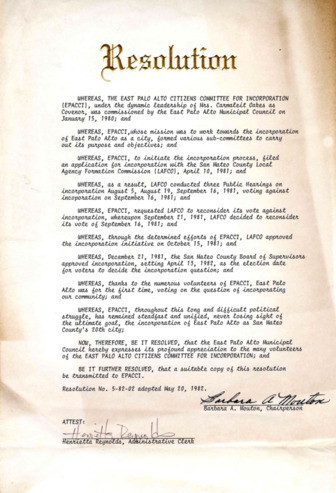 Resolution
WHEREAS, THE EAST PALO ALTO CITIZENS COMMITTEE FOR INCORPORATION
(EPACCI), under the dynamic leadership of Mrs. Carmaleit Oakes as
Covenor, was commissioned by the East Palo Alto Municipal Council on
January 15, 1980; and
WHEREAS, EPACCI,whose mission was to work towards the incorporation
of East Palo Alto as a city, formed various sub-committees to carry
out its purpose and objectives; and
WHEREAS, EPACCI, to initiate the incorporation process, filed
an application for incorporation with the San Mateo County Local
Agency Formation Commission (LAFCO), April 10, 1981; and
WHEREAS, as a result, LAFCO conducted three Public Hearings on
incorporation August 5, August 19, September 16, 1981, voting against
incoporation on September 16, 1981; and
WHEREAS, EPACCI, requested LAFCO to reconsider its vote against
incorporation, whereupon September 21, 1981, LAFCO decided to reconsider
its vote of September 16, 1981; and
WHEREAS, through the determined efforts of EPACCI, LAFCO approved
the incorporation initiative on October 15, 1981; and
WHEREAS, December 21, 1981, the San Mateo County Board of Supervisors
approved incorporation, setting April 13, 1982, as the election date
for voters to decide the incorporation question; and
WHEREAS, thanks to the numerous volunteers of EPACCI, East Palo
Alto was for the first time, voting on the question of incorporating
our community; and
WHEREAS, EPACCI, throughout this long and difficult political
struggle, has remained steadfast and unified, never losing sight of
the ultimate goal, the incorporation of East Palo Alto as San Mateo
County's 20th city;
NOW, THEREFORE, BE IT RESOLVED, that the East Palo Alto Municipal
Council hereby expresses its profound appreciation to the many volunteers
of the EAST PALO ALTO CITIZENS COMMITTEE FOR INCORPORATION; and
BE IT FURTHER RESOLVED, that a suitable copy of this resolution
be transmitted to EPACCI.
Resolution No. 5-82-02 adopted May 20, 1982.
Barbara A. Mouton
Barbara A. Mouton, Chairperson
ATTEST:
Henrietta Reynolds
Henrietta Reynolds, Administrative Clerk